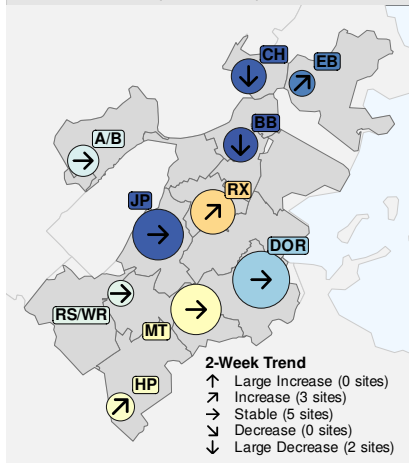 CH
EB
BB
A/B
RX
JP
DOR
RS/WR
MT
HP
2-Week Trend
↑ Large Increase (0 sites)
↗ Increase (3 sites)
→ Stable (5 sites)
↘ Decrease (0 sites)
↓ Large Decrease (2 sites)